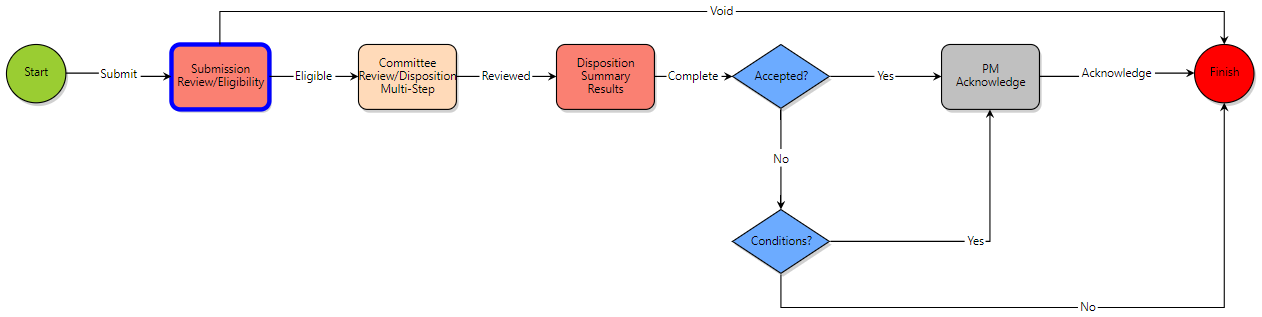 Void
Start
Submit
Submission
Review/Eligibility
Eligible
Committee
Review/Disposition
Multi-Step
Reviewed
Disposition
Summary
Results
Complete
Accepted?
Yes
PM
Acknowledge
Acknowledge
Finish
No
Conditions?
Yes
No